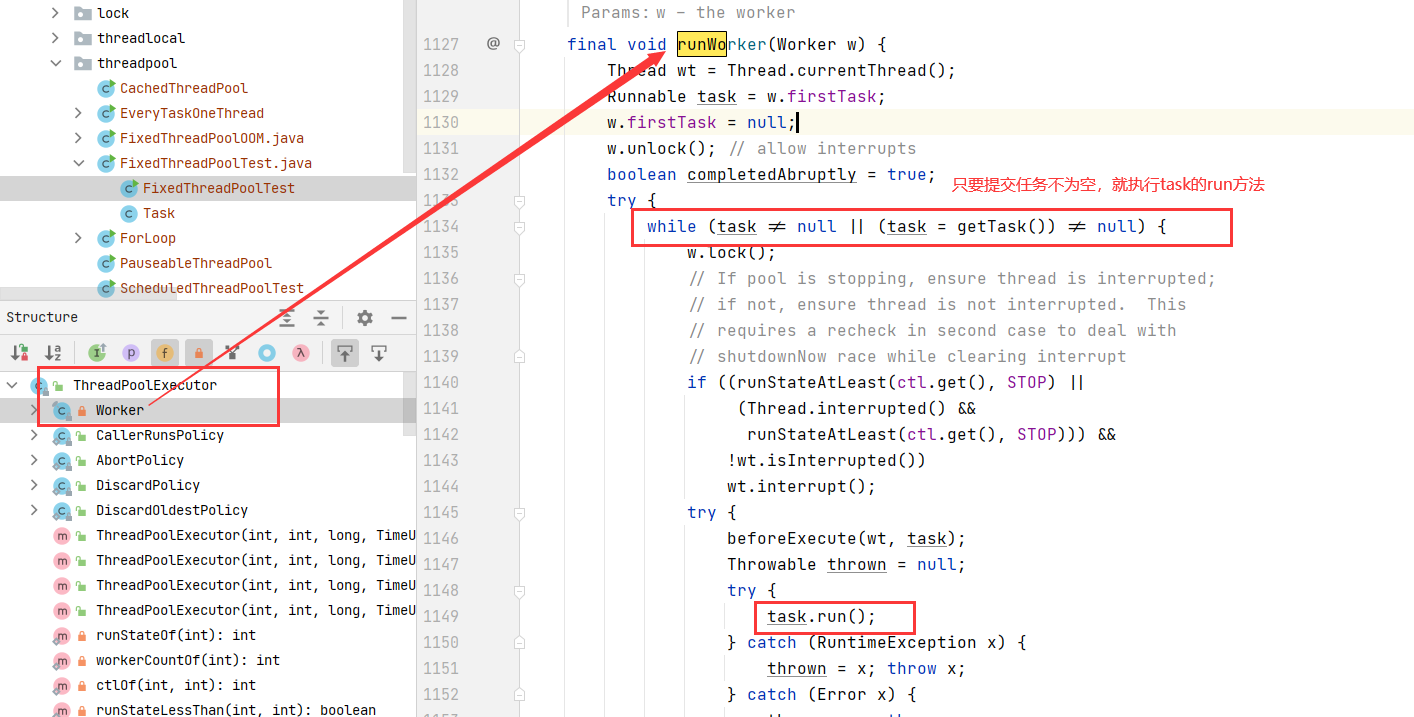 lock
threadlocal
threadpool
CachedThreadPool
EveryTaskOneThread
FixedThreadPoolOOM.java
FixedThreadPoolTest.java
FixedThreadPoolTest
Task
ForLoop
PauseableThreadPool
ScheduledThreadPoolTest
Structure
ThreadPoolExecutor
Worker
CallerRunsPolicy
AbortPolicy
DiscardPolicy
DiscardOldestPolicy
ThreadPoolExecutor(int, int, long, TimeU
ThreadPoolExecutor(int, int, long, TimeU
ThreadPoolExecutor(int, int, long, TimeU
ThreadPoolExecutor(int, int, long, TimeU
runStateOf(int): int
workerCountOf(int): int
ctlOf(int, int): int
runStateLessThan(int, int): boolean
Params: w – the worker
1127 @ final void runWorker(Worker w) {
1128 Thread wt = Thread.currentThread();
1129 Runnable task = w.firstTask;
1130 w.firstTask = null;
1131 w.unlock(); // allow interrupts
1132 boolean completedAbruptly = true;
只要提交任务不为空，就执行task的run方法
1133 try {
1134 while (task ≠ null || (task = getTask()) ≠ null) {
1135 w.lock();
1136 // If pool is stopping, ensure thread is interrupted;
1137 // if not, ensure thread is not interrupted.  This
1138 // requires a recheck in second case to deal with
1139 // shutdownNow race while clearing interrupt
1140 if ((runStateAtLeast(ctl.get(), STOP) ||
1141 (Thread.interrupted() &&
1142 runStateAtLeast(ctl.get(), STOP))) &&
1143 !wt.isInterrupted())
1144 wt.interrupt();
1145 try {
1146 beforeExecute(wt, task);
1147 Throwable thrown = null;
1148 try {
1149 task.run();
1150 } catch (RuntimeException x) {
1151 thrown = x; throw x;
1152 } catch (Error x) {